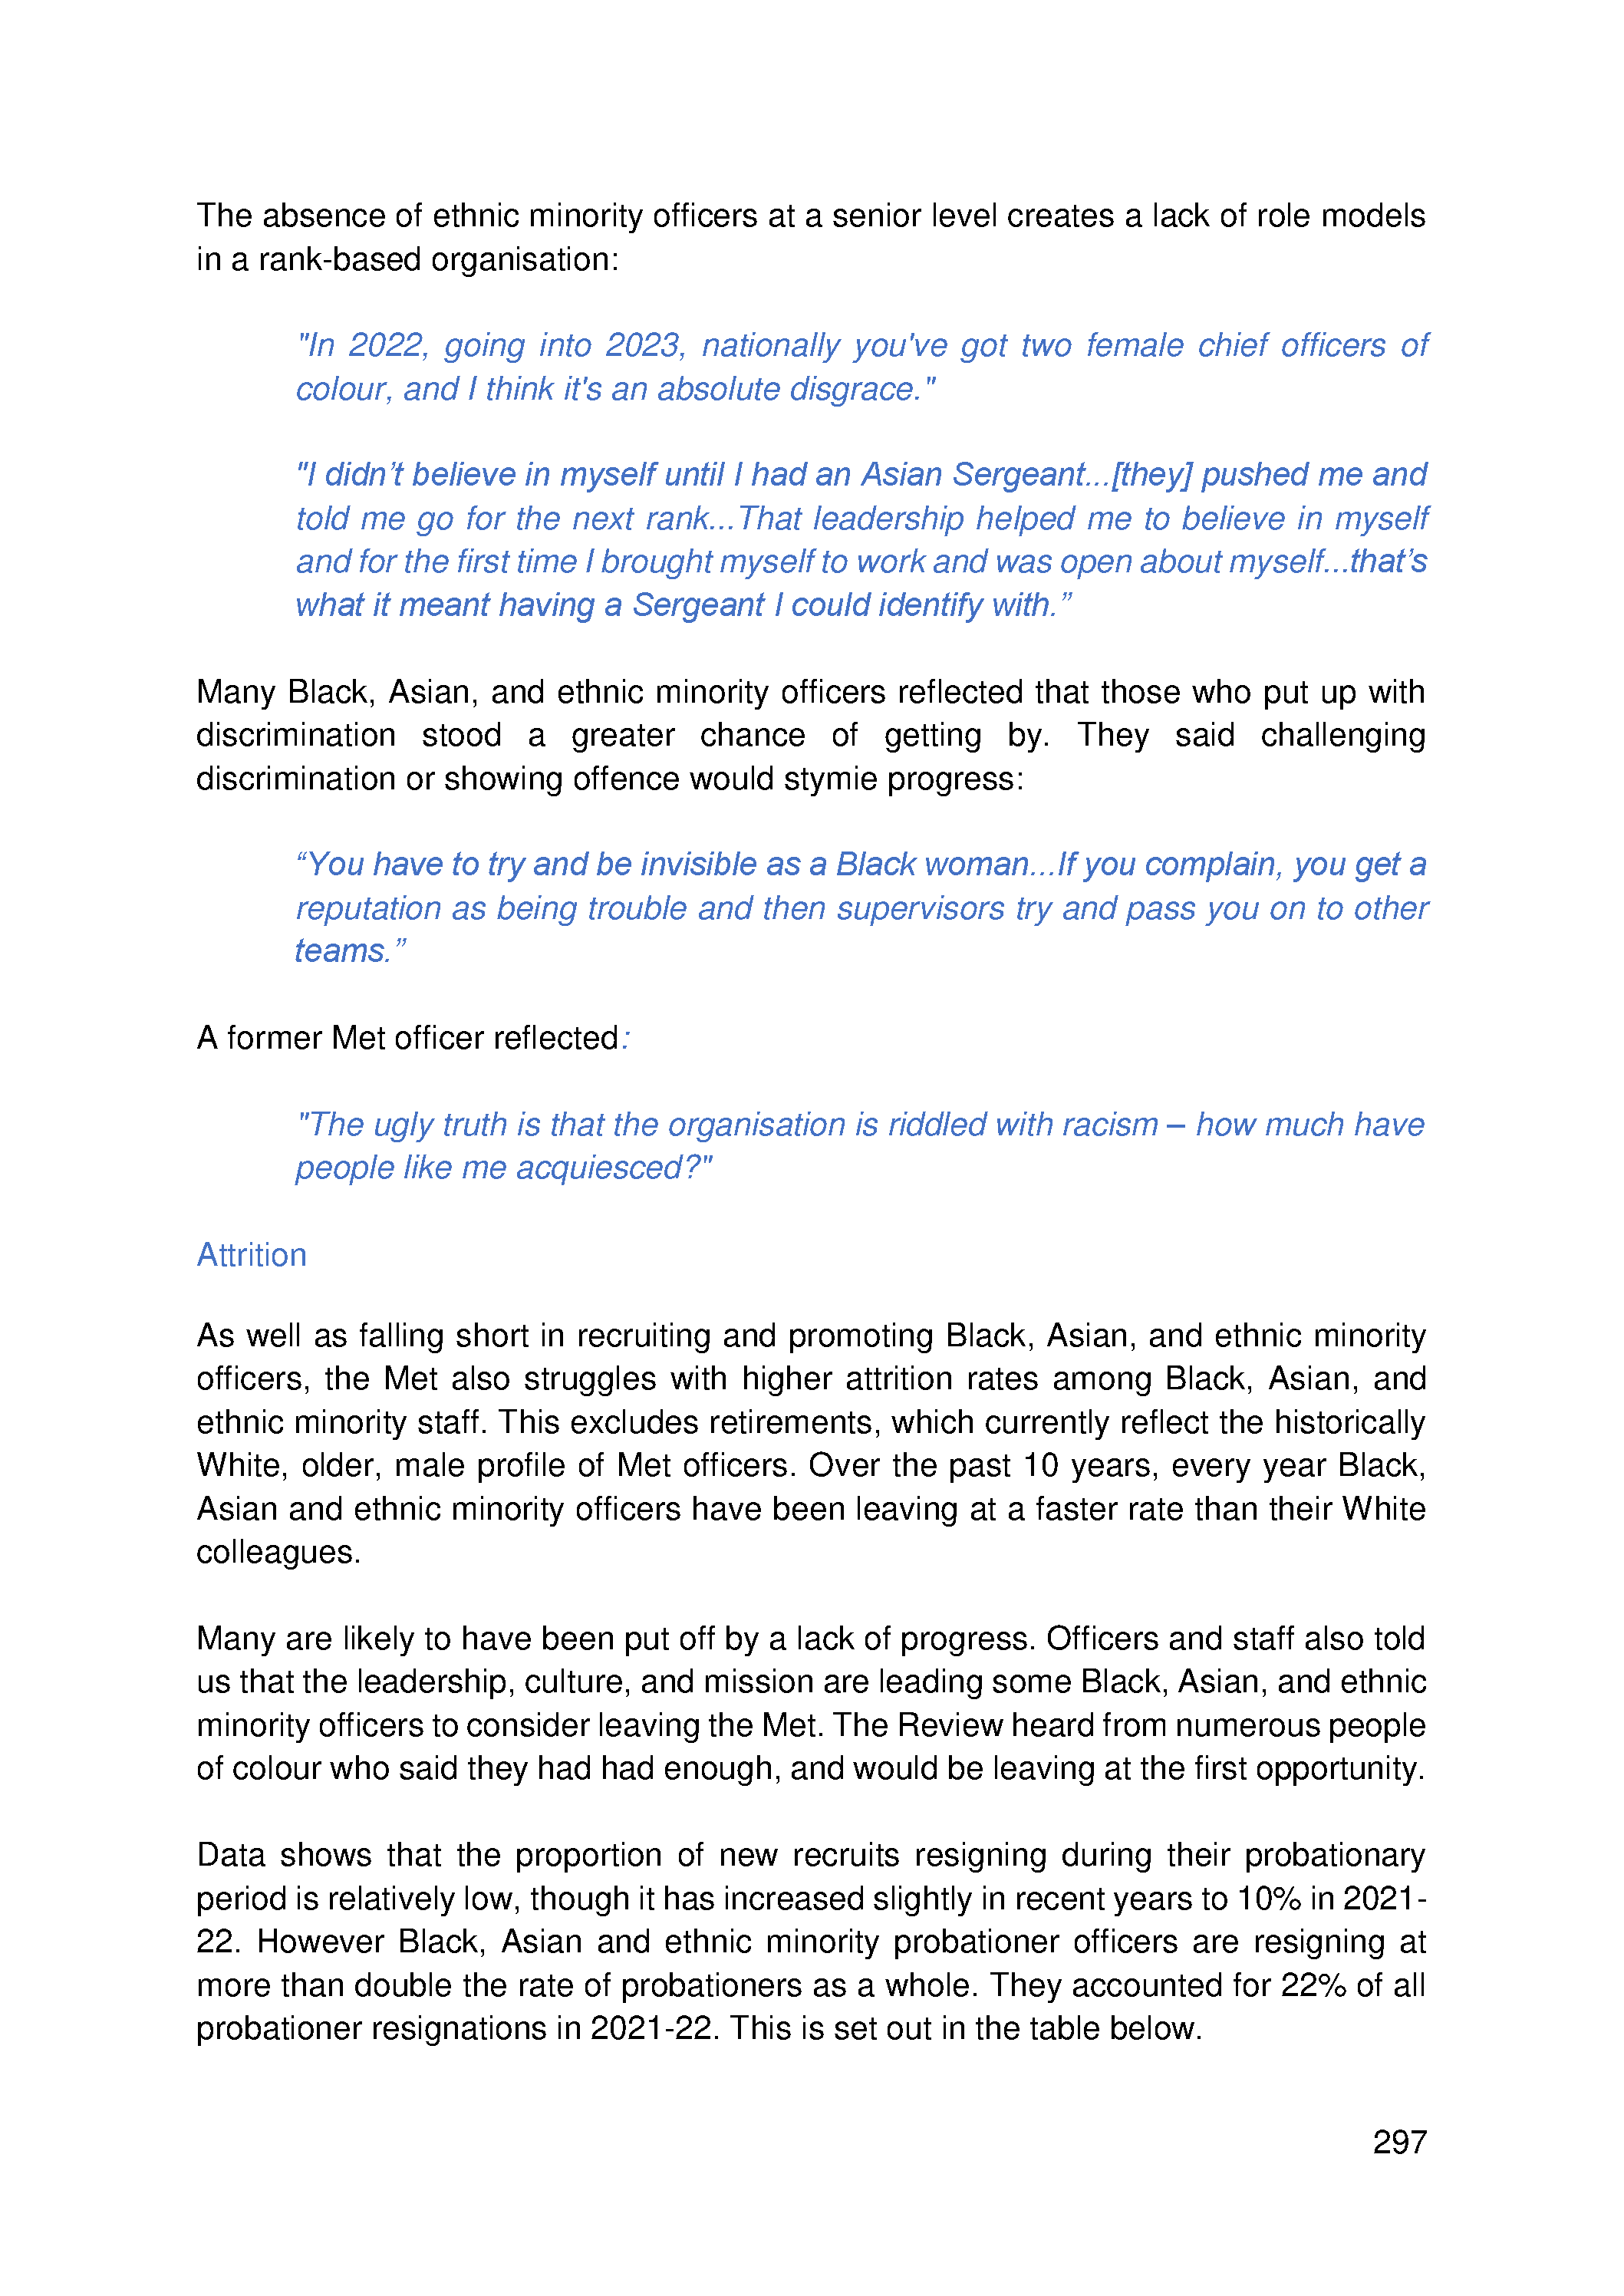 The absence of ethnic minority officers at a senior level creates a lack of role models
in a rank-based organisation:
"In 2022, going into 2023, nationally you've got two female chief officers of
colour, and I think it's an absolute disgrace."
"I didn’t believe in myself until I had an Asian Sergeant...[they] pushed me and
told me go for the next rank...That leadership helped me to believe in myself
and for the first time I brought myself to work and was open about myself...that’s
what it meant having a Sergeant I could identify with.”
Many Black, Asian, and ethnic minority officers reflected that those who put up with
discrimination stood a greater chance of getting by. They said challenging
discrimination or showing offence would stymie progress:
“You have to try and be invisible as a Black woman...If you complain, you get a
reputation as being trouble and then supervisors try and pass you on to other
teams.”
A former Met officer reflected:
"The ugly truth is that the organisation is riddled with racism – how much have
people like me acquiesced?"
Attrition
As well as falling short in recruiting and promoting Black, Asian, and ethnic minority
officers, the Met also struggles with higher attrition rates among Black, Asian, and
ethnic minority staff. This excludes retirements, which currently reflect the historically
White, older, male profile of Met officers. Over the past 10 years, every year Black,
Asian and ethnic minority officers have been leaving at a faster rate than their White
colleagues.
Many are likely to have been put off by a lack of progress. Officers and staff also told
us that the leadership, culture, and mission are leading some Black, Asian, and ethnic
minority officers to consider leaving the Met. The Review heard from numerous people
of colour who said they had had enough, and would be leaving at the first opportunity.
Data shows that the proportion of new recruits resigning during their probationary
period is relatively low, though it has increased slightly in recent years to 10% in 2021-
22. However Black, Asian and ethnic minority probationer officers are resigning at
more than double the rate of probationers as a whole. They accounted for 22% of all
probationer resignations in 2021-22. This is set out in the table below.
297